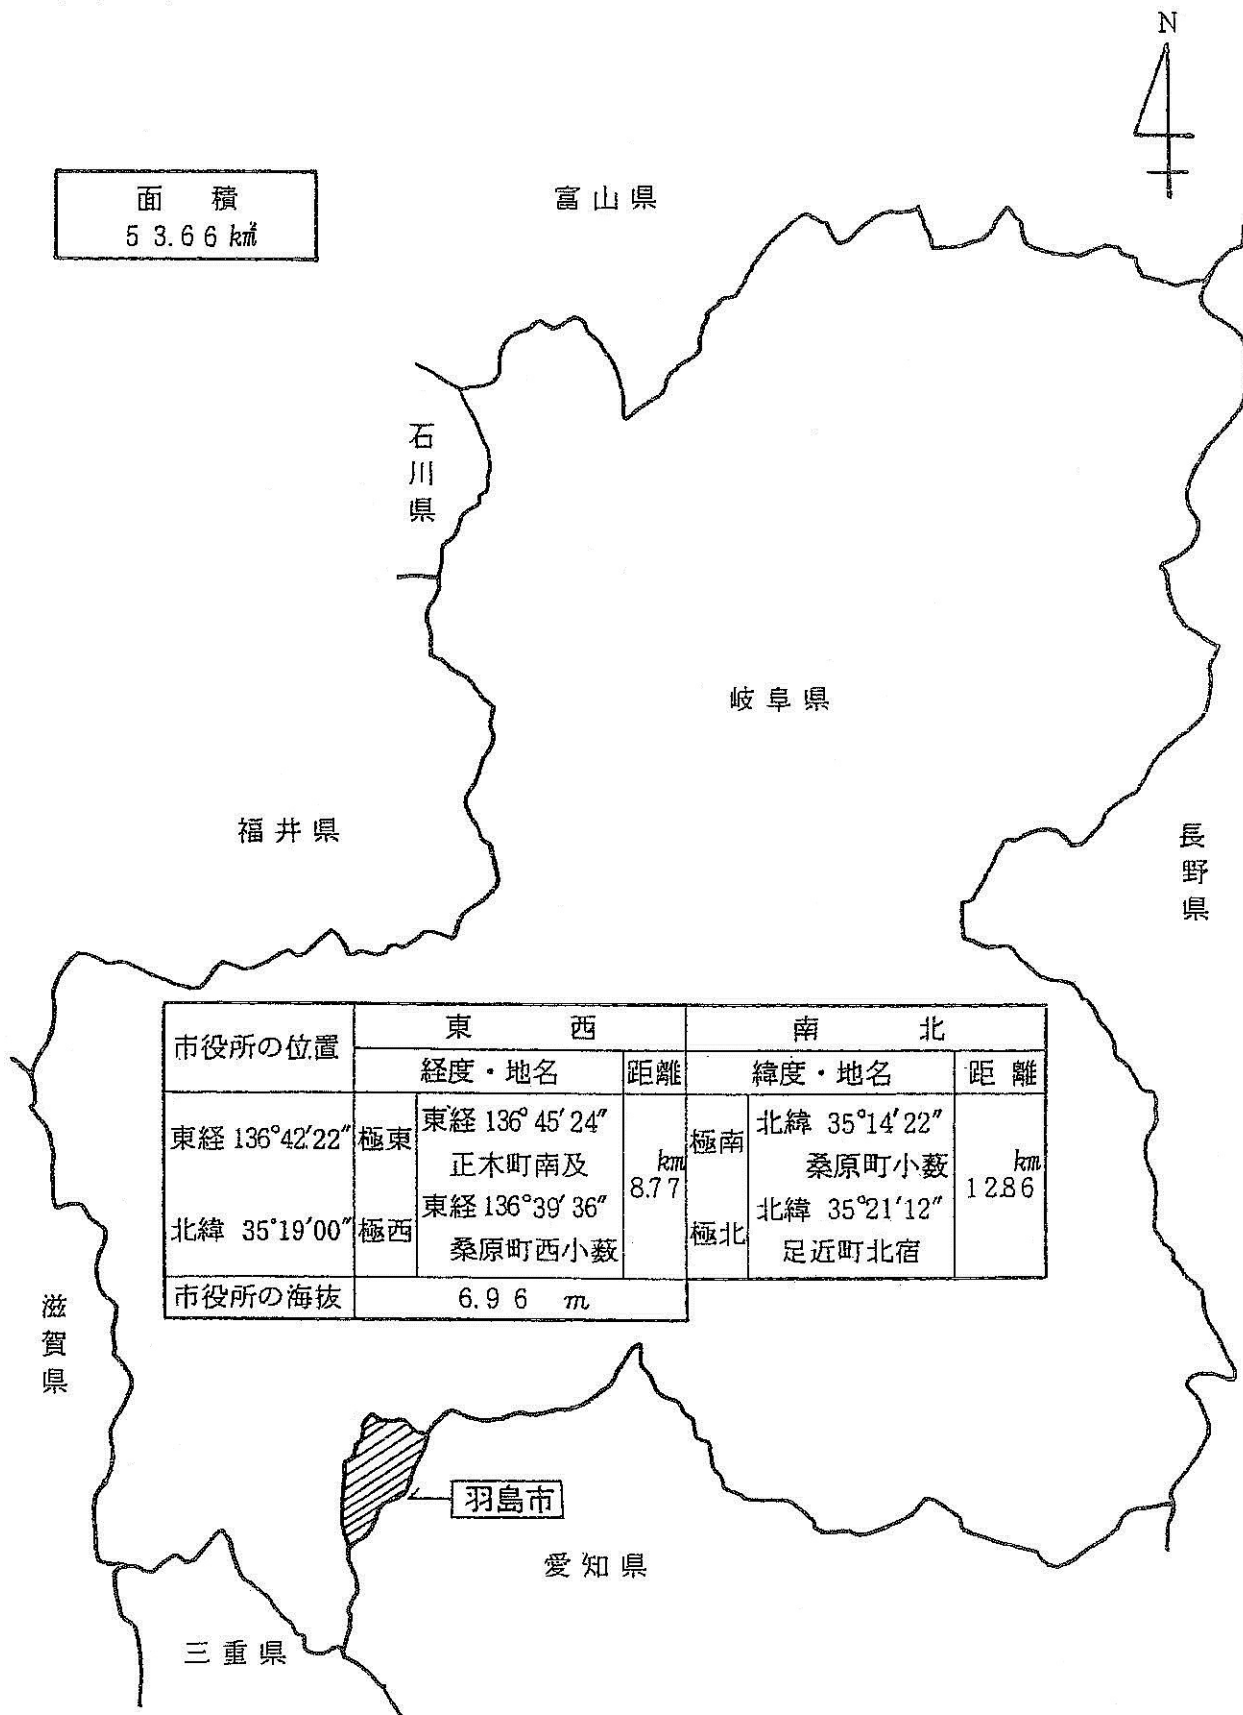 N
面 積
53.66 km²
富山県
石川県
岐阜県
福井県
長野県
市役所の位置
東 西
南 北
経度・地名
距離
緯度・地名
距離
東経 136°42′22″
北緯 35°19′00″
極東
東経 136°45′24″
正木町南及
極西
東経 136°39′36″
桑原町西小薮
km
8.77
極南
北緯 35°14′22″
桑原町小薮
極北
北緯 35°21′12″
足近町北宿
km
12.86
市役所の海抜
6.96 m
滋賀県
羽島市
愛知県
三重県